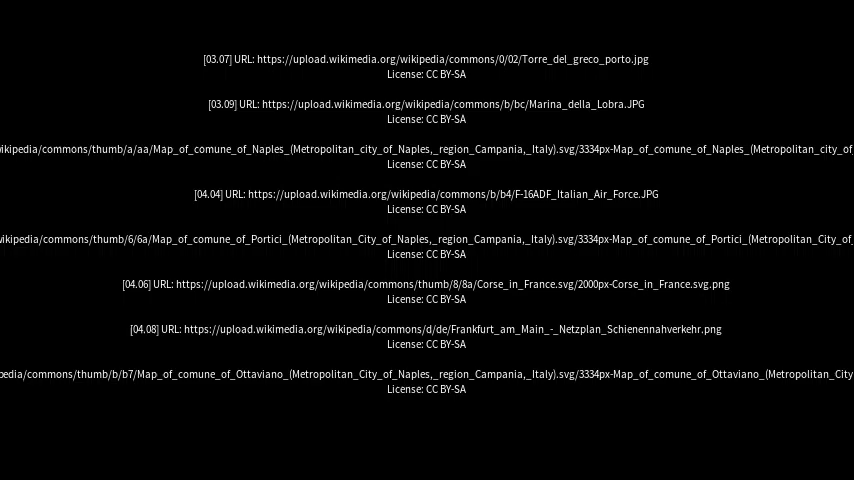 [03.07] URL: https://upload.wikimedia.org/wikipedia/commons/0/02/Torre_del_greco_porto.jpg
License: CC BY-SA
[03.09] URL: https://upload.wikimedia.org/wikipedia/commons/b/bc/Marina_della_Lobra.JPG
License: CC BY-SA
ikipedia/commons/thumb/a/aa/Map_of_comune_of_Naples_(Metropolitan_city_of_Naples,_region_Campania,_Italy).svg/3334px-Map_of_comune_of_Naples_(Metropolitan_city_of_
License: CC BY-SA
[04.04] URL: https://upload.wikimedia.org/wikipedia/commons/b/b4/F-16ADF_Italian_Air_Force.JPG
License: CC BY-SA
wikipedia/commons/thumb/6/6a/Map_of_comune_of_Portici_(Metropolitan_City_of_Naples,_region_Campania,_Italy).svg/3334px-Map_of_comune_of_Portici_(Metropolitan_City_of_
License: CC BY-SA
[04.06] URL: https://upload.wikimedia.org/wikipedia/commons/thumb/8/8a/Corse_in_France.svg/2000px-Corse_in_France.svg.png
License: CC BY-SA
[04.08] URL: https://upload.wikimedia.org/wikipedia/commons/d/de/Frankfurt_am_Main_-_Netzplan_Schienennahverkehr.png
License: CC BY-SA
pedia/commons/thumb/b/b7/Map_of_comune_of_Ottaviano_(Metropolitan_City_of_Naples,_region_Campania,_Italy).svg/3334px-Map_of_comune_of_Ottaviano_(Metropolitan_City
License: CC BY-SA